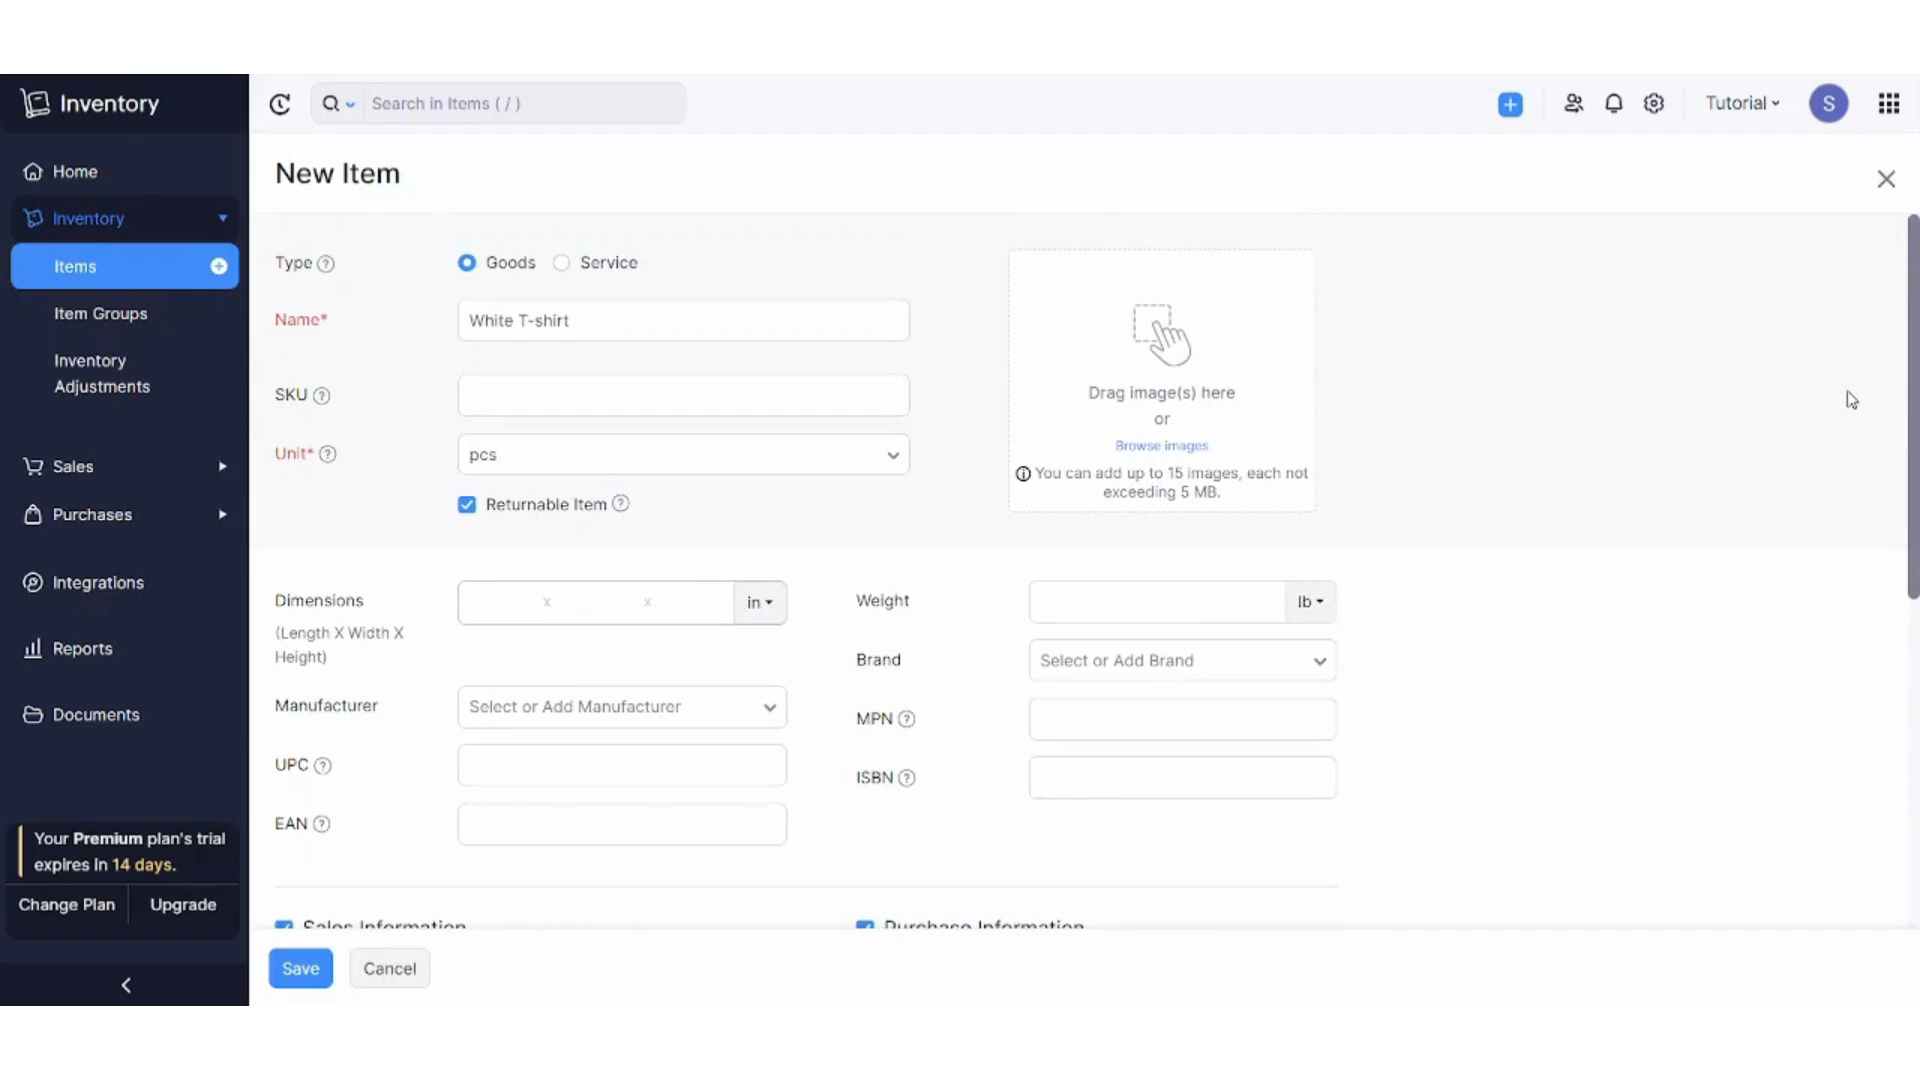 Inventory
Search in Items ( / )
Tutorial
S
Home
Inventory
Items
Item Groups
Inventory
Adjustments
Sales
Purchases
Integrations
Reports
Documents
Your Premium plan's trial
expires in 14 days.
Change Plan
Upgrade
New Item
Type
Goods
Service
Name*
White T-shirt
SKU
Unit*
pcs
Returnable Item
Drag image(s) here
or
Browse images
You can add up to 15 images, each not
exceeding 5 MB.
Dimensions
(Length X Width X
Height)
x
x
in
Weight
lb
Brand
Select or Add Brand
Manufacturer
Select or Add Manufacturer
MPN
UPC
ISBN
EAN
Sales Information
Purchase Information
Save
Cancel